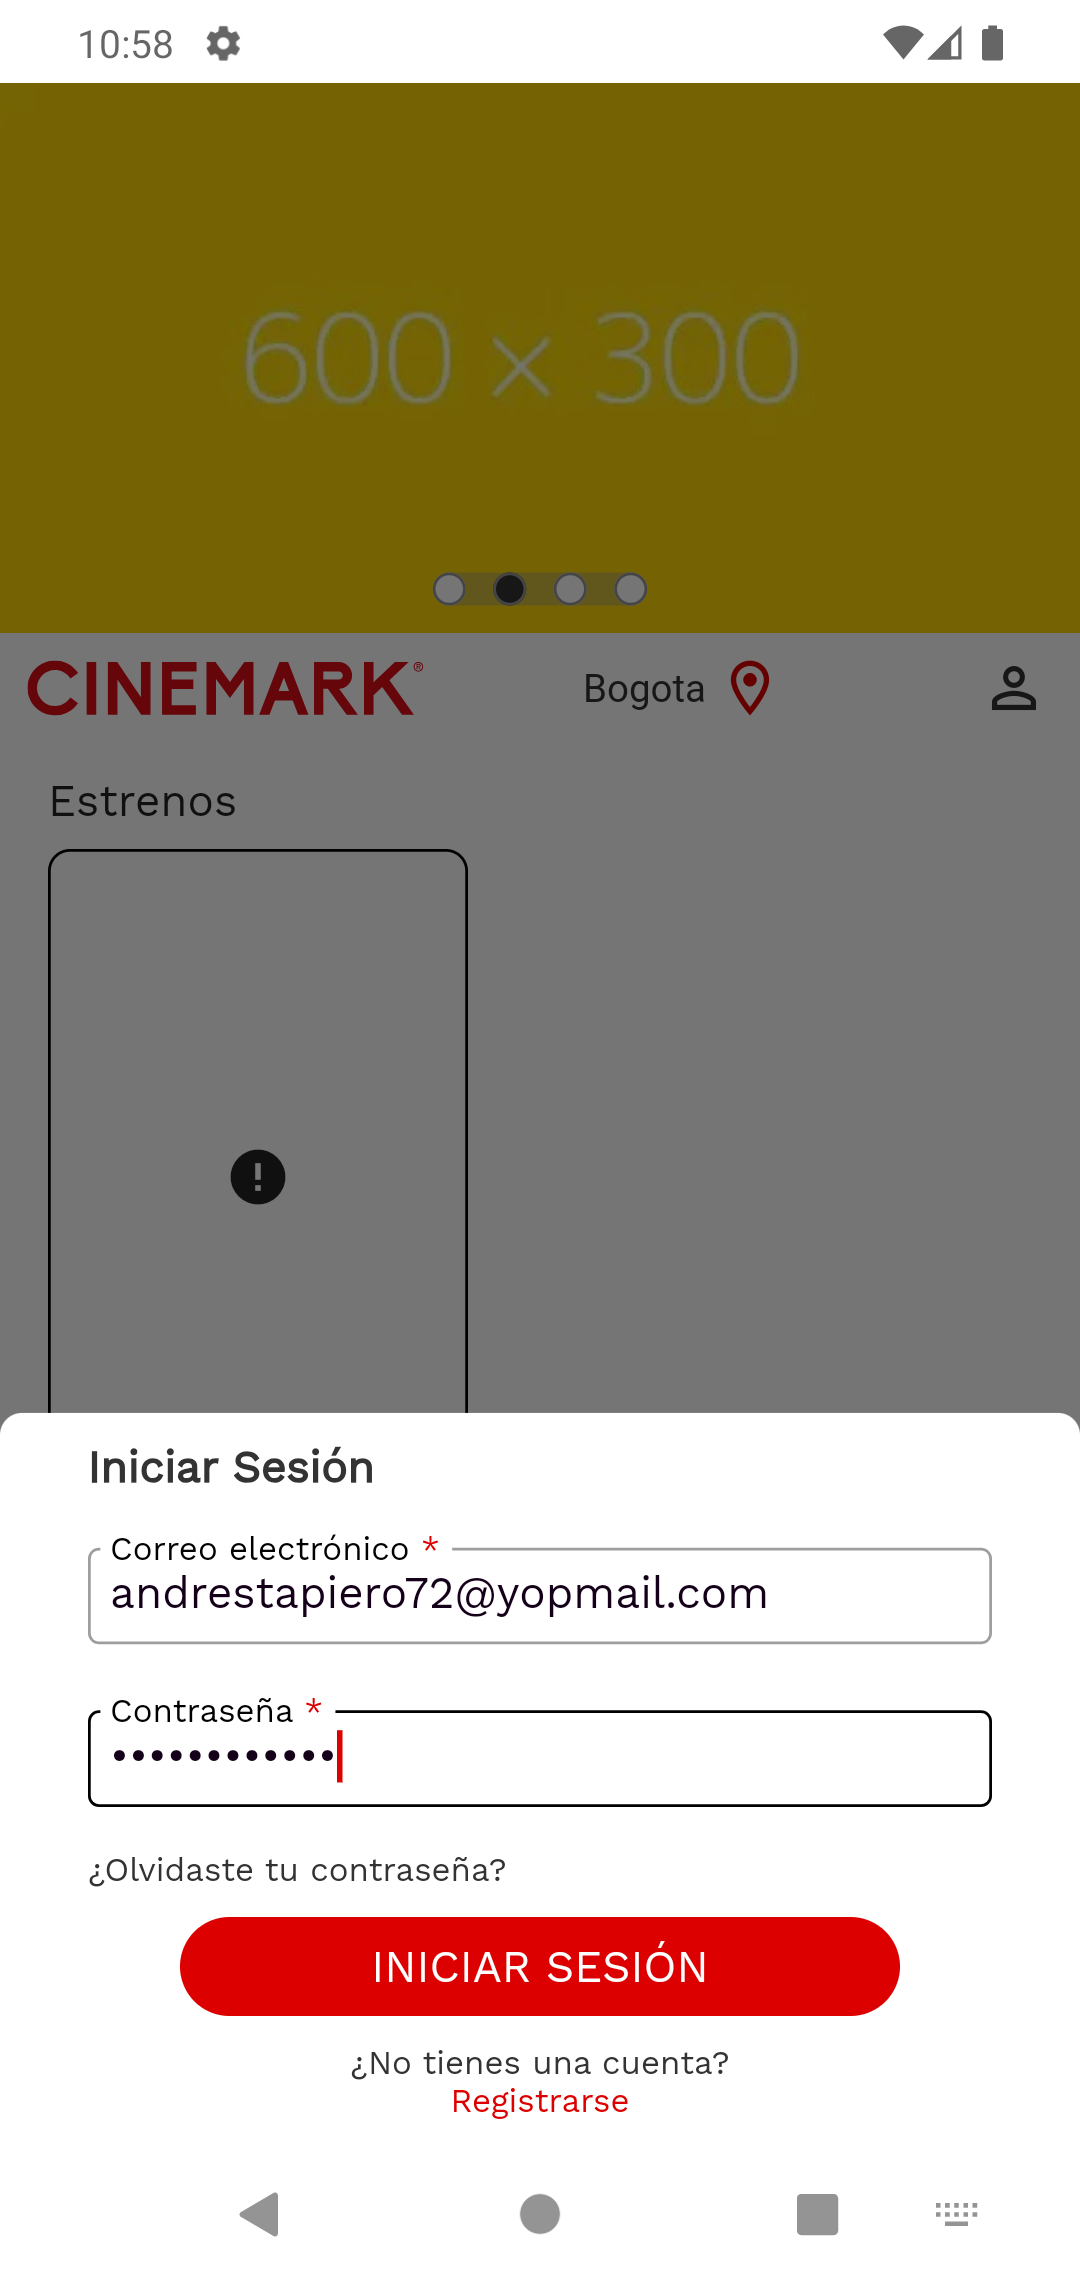 10:58
600 × 300
CINEMARK®
Bogota
Estrenos
Iniciar Sesión
Correo electrónico *
andrestapiero72@yopmail.com
Contraseña *
••••••••••••
¿Olvidaste tu contraseña?
INICIAR SESIÓN
¿No tienes una cuenta?
Registrarse